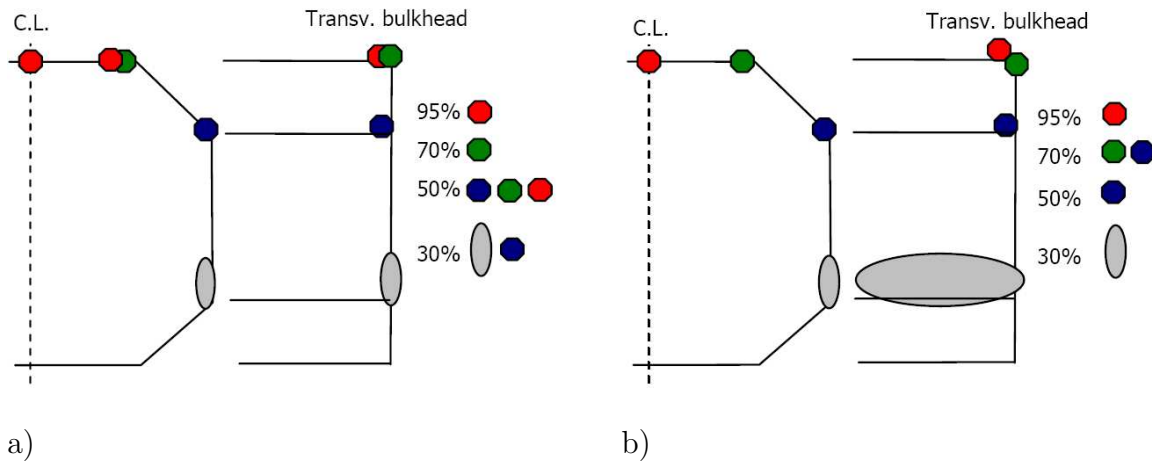 C.L.
Transv. bulkhead
95%
70%
50%
30%
a)
C.L.
Transv. bulkhead
95%
70%
50%
30%
b)